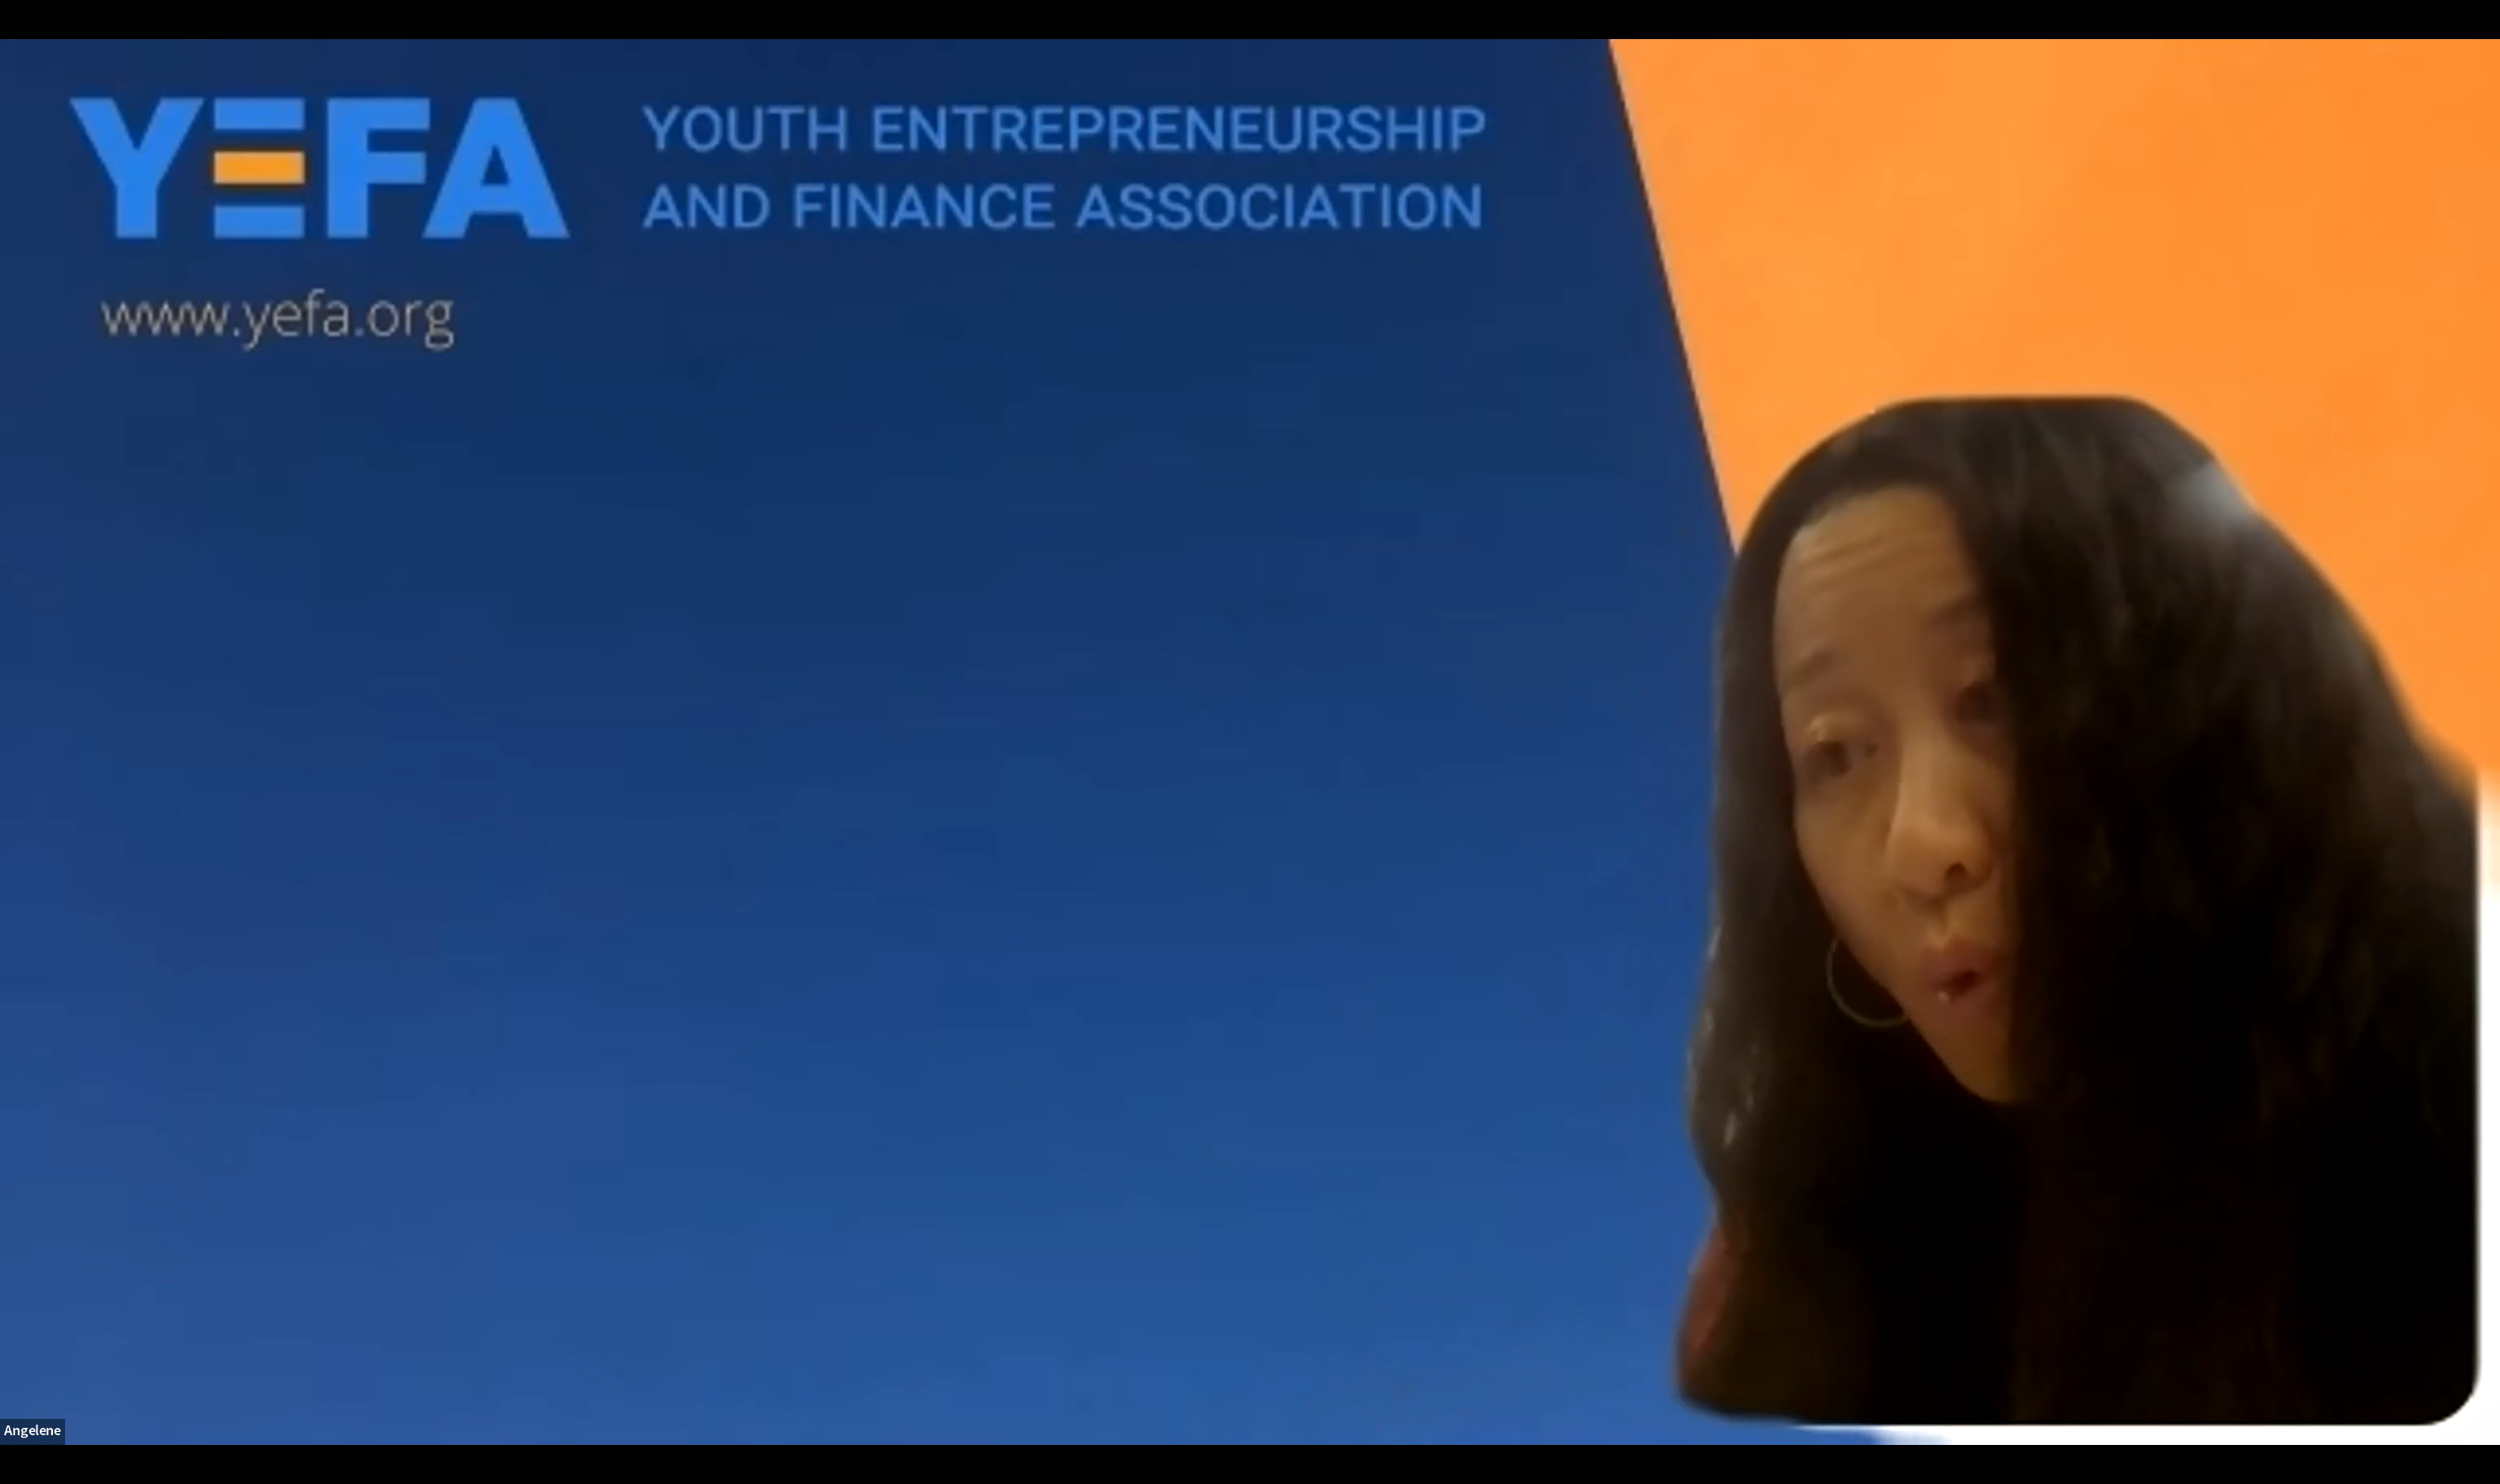 YEFA
YOUTH ENTREPRENEURSHIP
AND FINANCE ASSOCIATION
www.yefa.org
Angelene